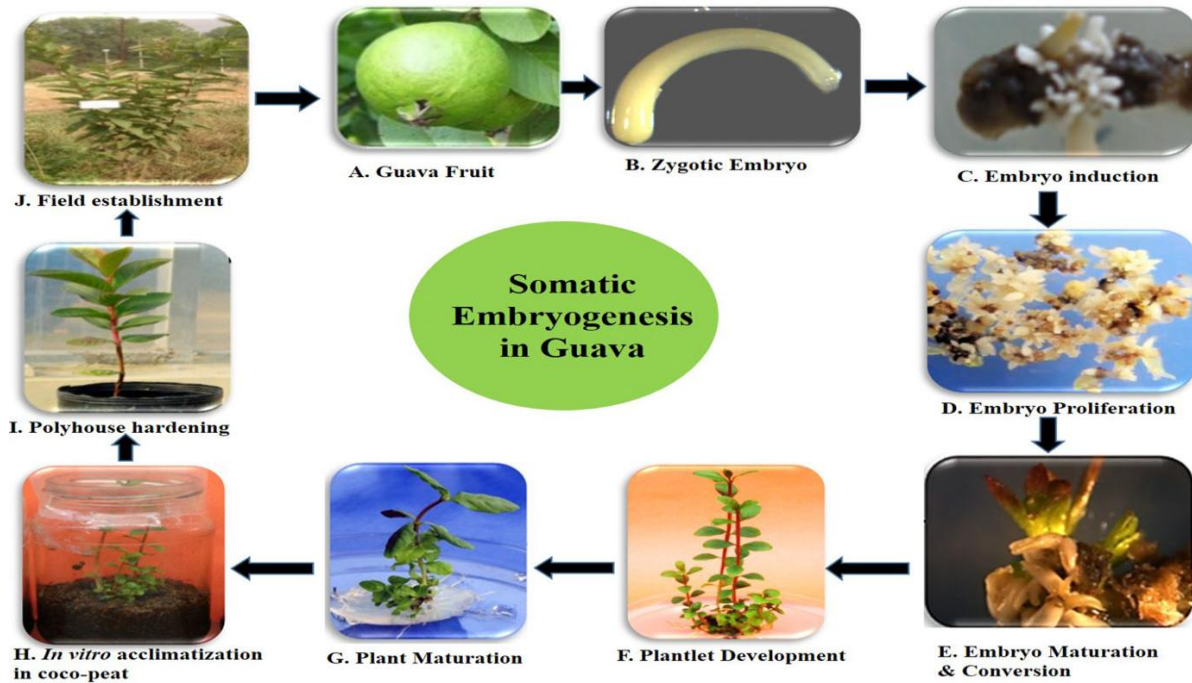 A. Guava Fruit
B. Zygotic Embryo
C. Embryo induction
J. Field establishment
Somatic
Embryogenesis
in Guava
D. Embryo Proliferation
I. Polyhouse hardening
E. Embryo Maturation
& Conversion
F. Plantlet Development
G. Plant Maturation
H. In vitro acclimatization
in coco-peat